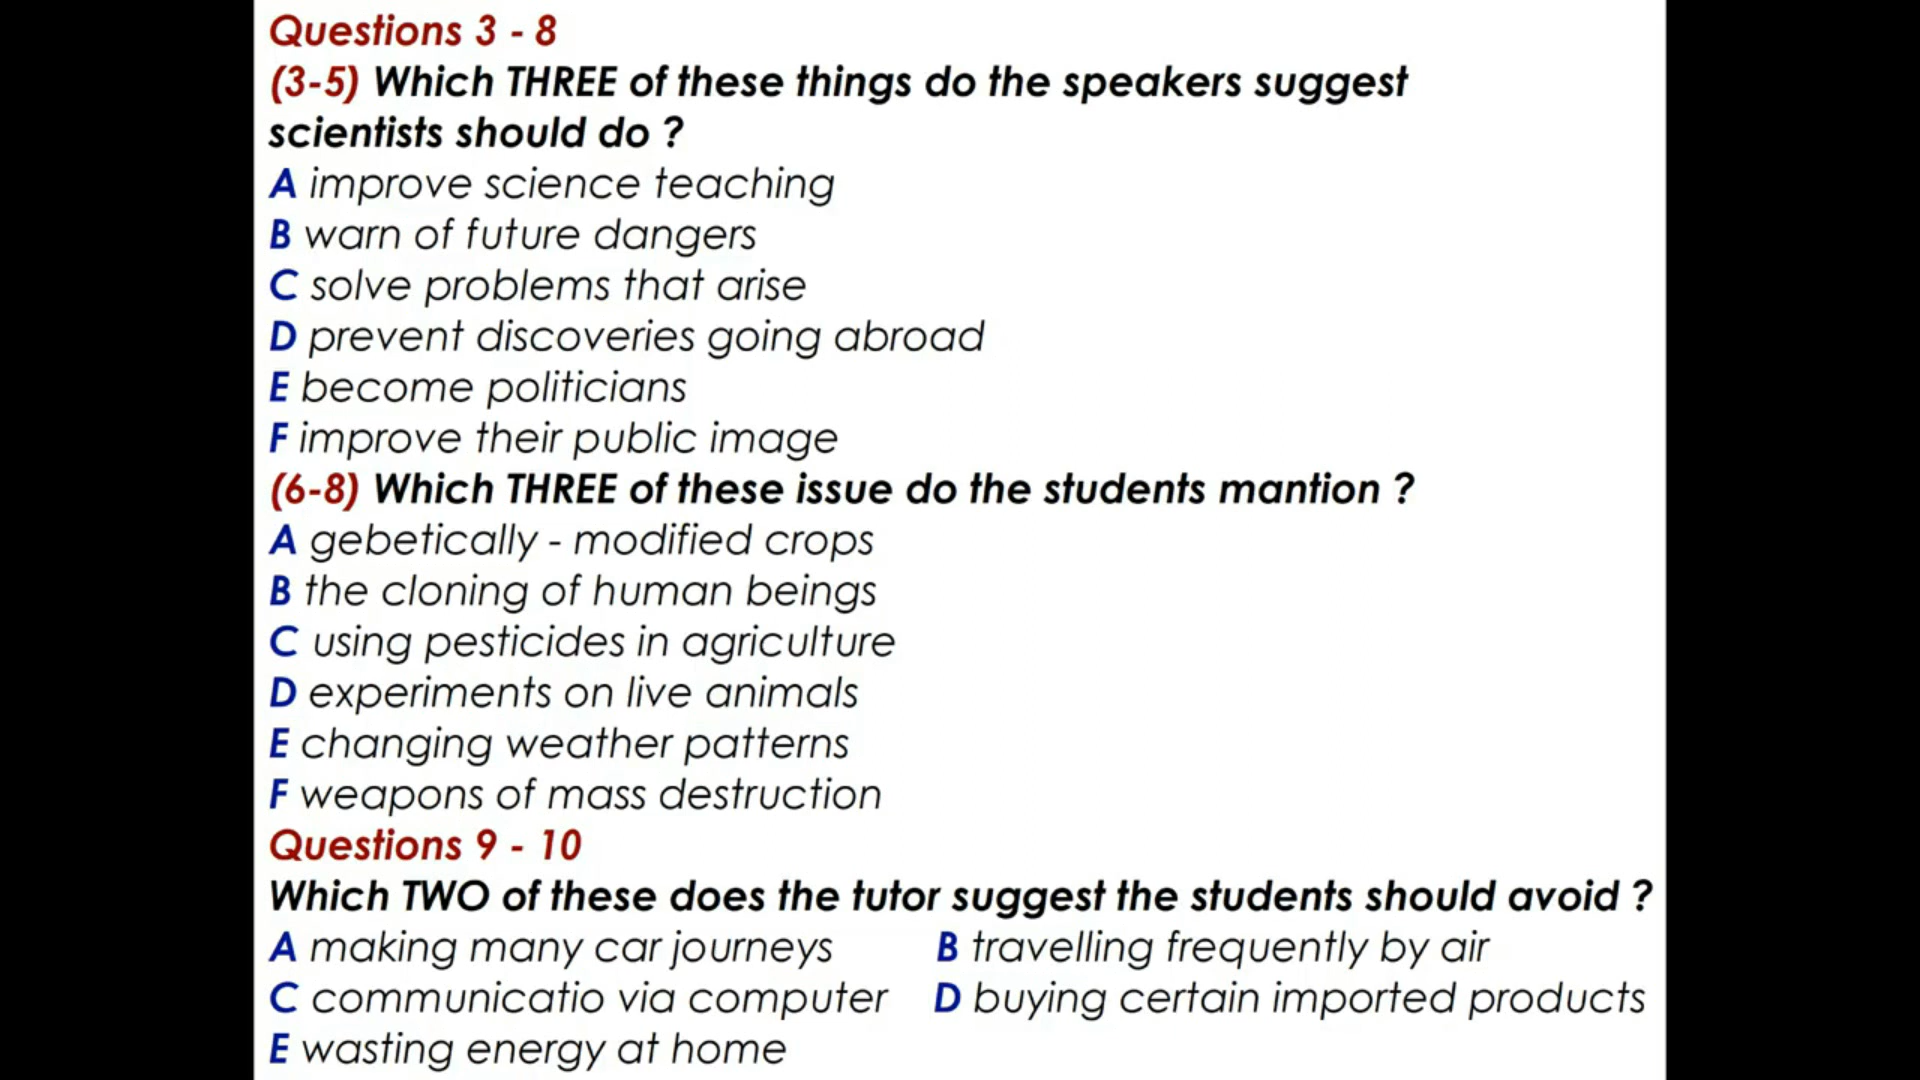 Questions 3 - 8
(3-5) Which THREE of these things do the speakers suggest
scientists should do ?
A improve science teaching
B warn of future dangers
C solve problems that arise
D prevent discoveries going abroad
E become politicians
F improve their public image
(6-8) Which THREE of these issue do the students mantion ?
A gebetically - modified crops
B the cloning of human beings
C using pesticides in agriculture
D experiments on live animals
E changing weather patterns
F weapons of mass destruction
Questions 9 - 10
Which TWO of these does the tutor suggest the students should avoid ?
A making many car journeys B travelling frequently by air
C communicatio via computer D buying certain imported products
E wasting energy at home